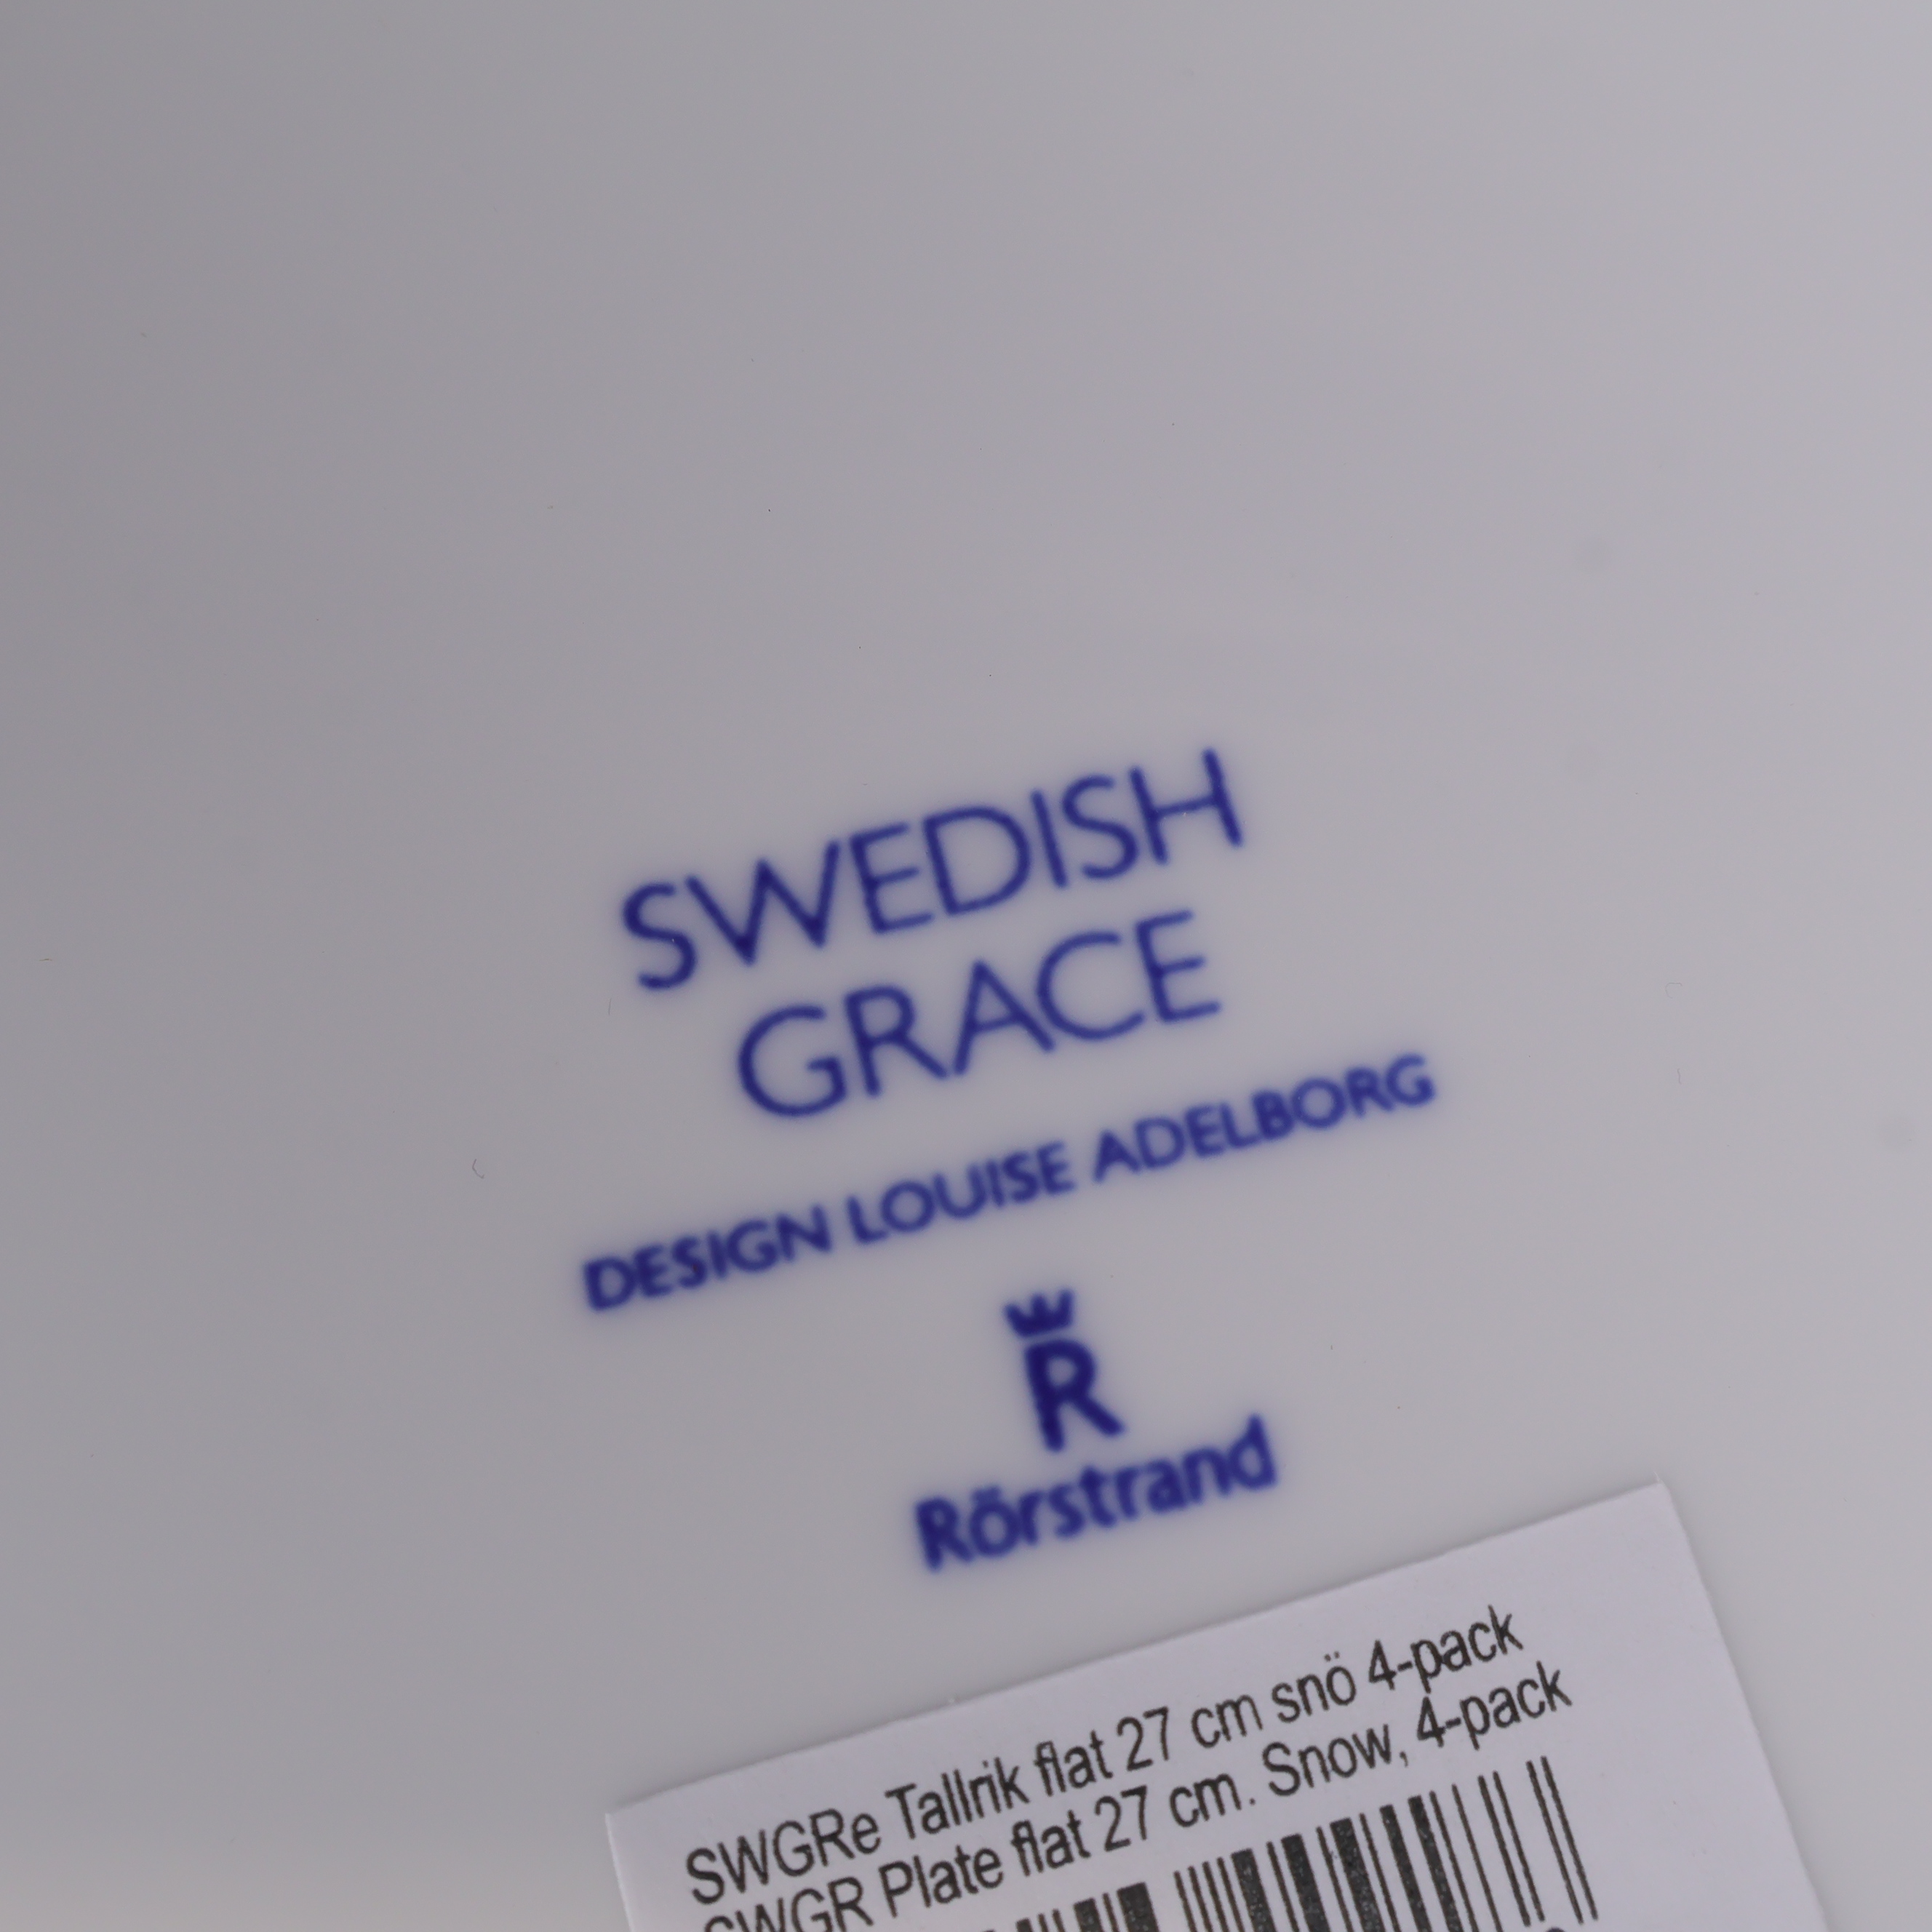 SWEDISH
GRACE
DESIGN LOUISE ADELBORG
R
Rörstrand
SWGRe Tallrik flat 27 cm snö 4-pack
SWGR Plate flat 27 cm. Snow, 4-pack